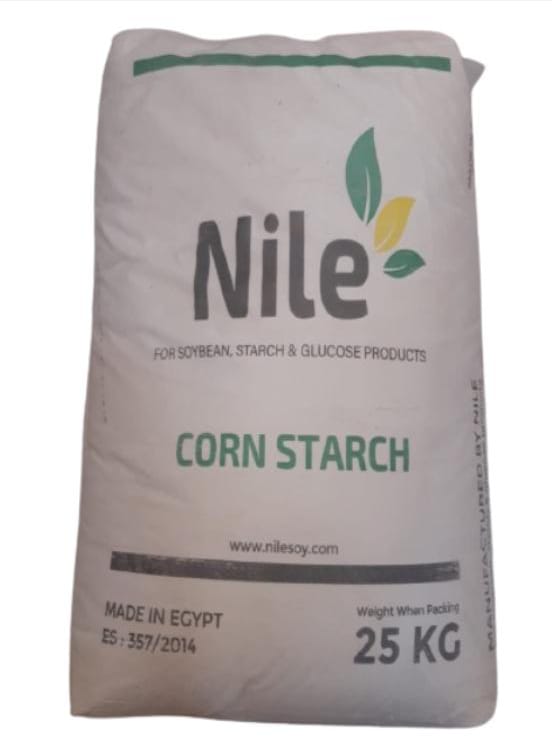 Nile
FOR SOYBEAN, STARCH & GLUCOSE PRODUCTS
CORN STARCH
www.nilesoy.com
MADE IN EGYPT
ES : 357/2014
Weight When Packing
25 KG
MANUFACTURED BY NILE